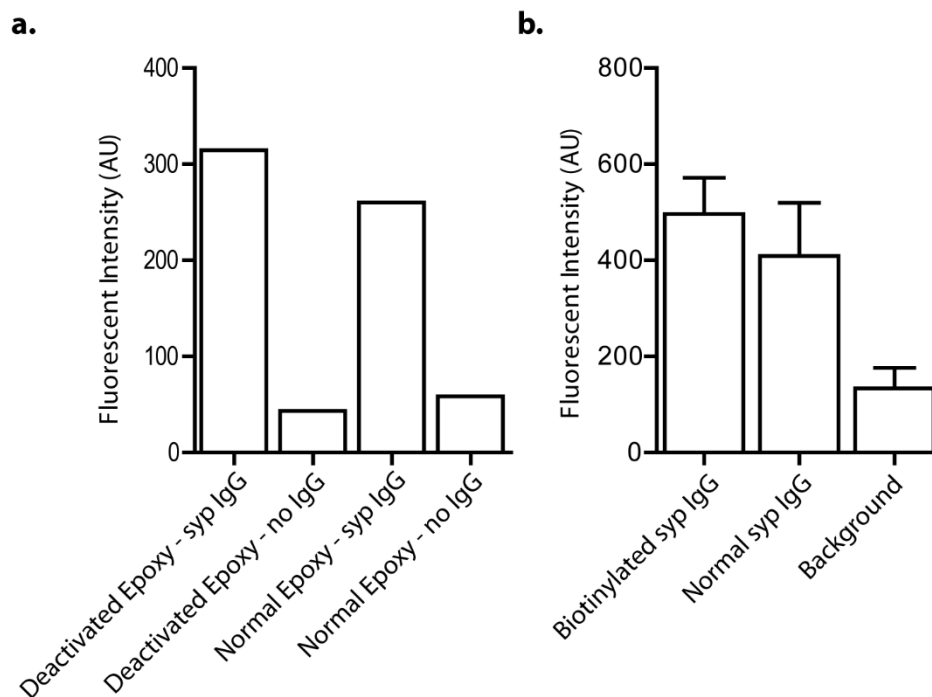 a.
Fluorescent Intensity (AU)
400
300
200
100
0
Deactivated Epoxy - syp IgG
Deactivated Epoxy - no IgG
Normal Epoxy - syp IgG
Normal Epoxy - no IgG
b.
Fluorescent Intensity (AU)
800
600
400
200
0
Biotinylated syp IgG
Normal syp IgG
Background